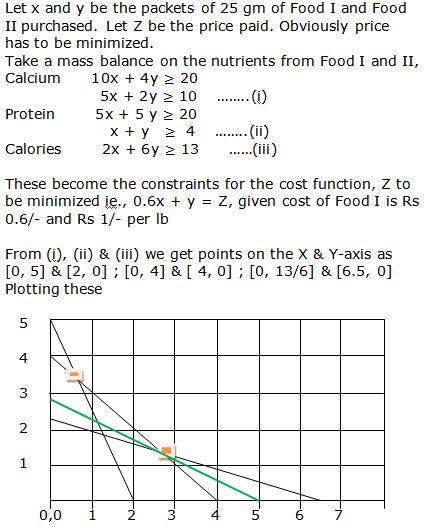 Let x and y be the packets of 25 gm of Food I and Food
II purchased. Let Z be the price paid. Obviously price
has to be minimized.
Take a mass balance on the nutrients from Food I and II,
Calcium 10x + 4y ≥ 20
5x + 2y ≥ 10 ........(i)
Protein 5x + 5 y ≥ 20
x + y ≥ 4 ........(ii)
Calories 2x + 6y ≥ 13 ......(iii)
These become the constraints for the cost function, Z to
be minimized ie., 0.6x + y = Z, given cost of Food I is Rs
0.6/- and Rs 1/- per lb
From (i), (ii) & (iii) we get points on the X & Y-axis as
[0, 5] & [2, 0] ; [0, 4] & [ 4, 0] ; [0, 13/6] & [6.5, 0]
Plotting these
5
4
3
2
1
0,0 1 2 3 4 5 6 7